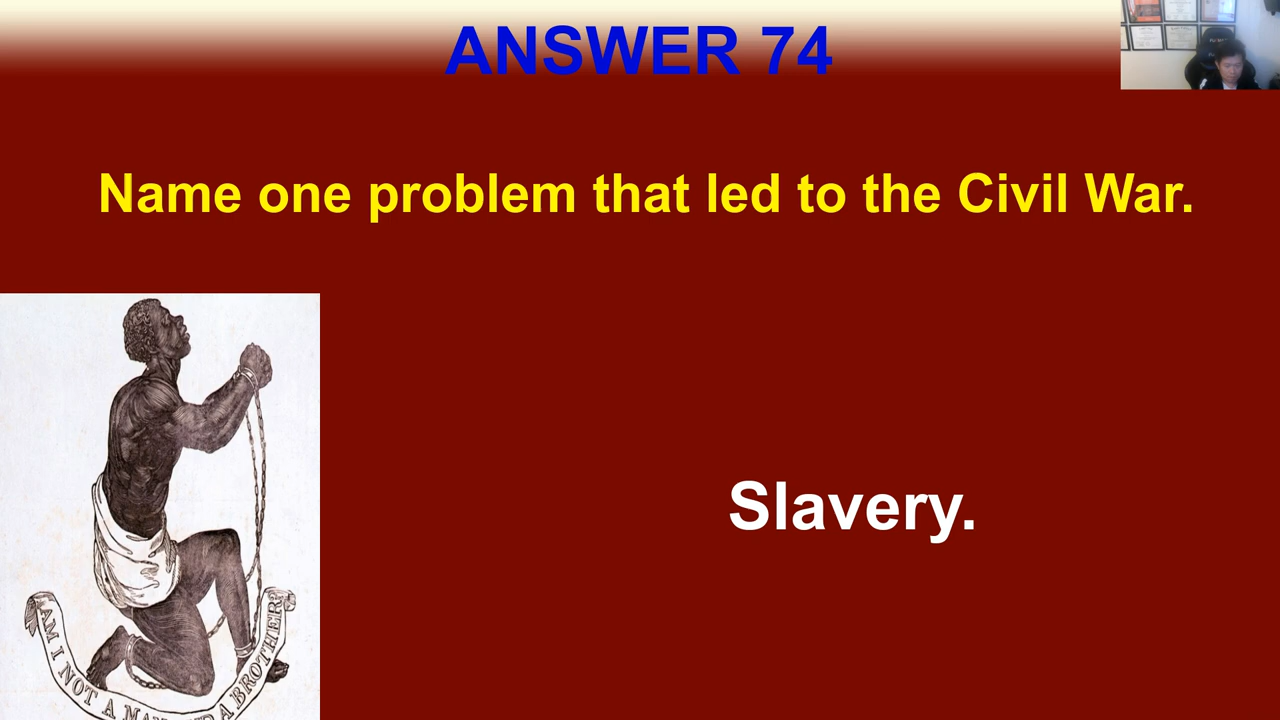 ANSWER 74
Name one problem that led to the Civil War.
Slavery.
AM I NOT A MAN AND A BROTHER